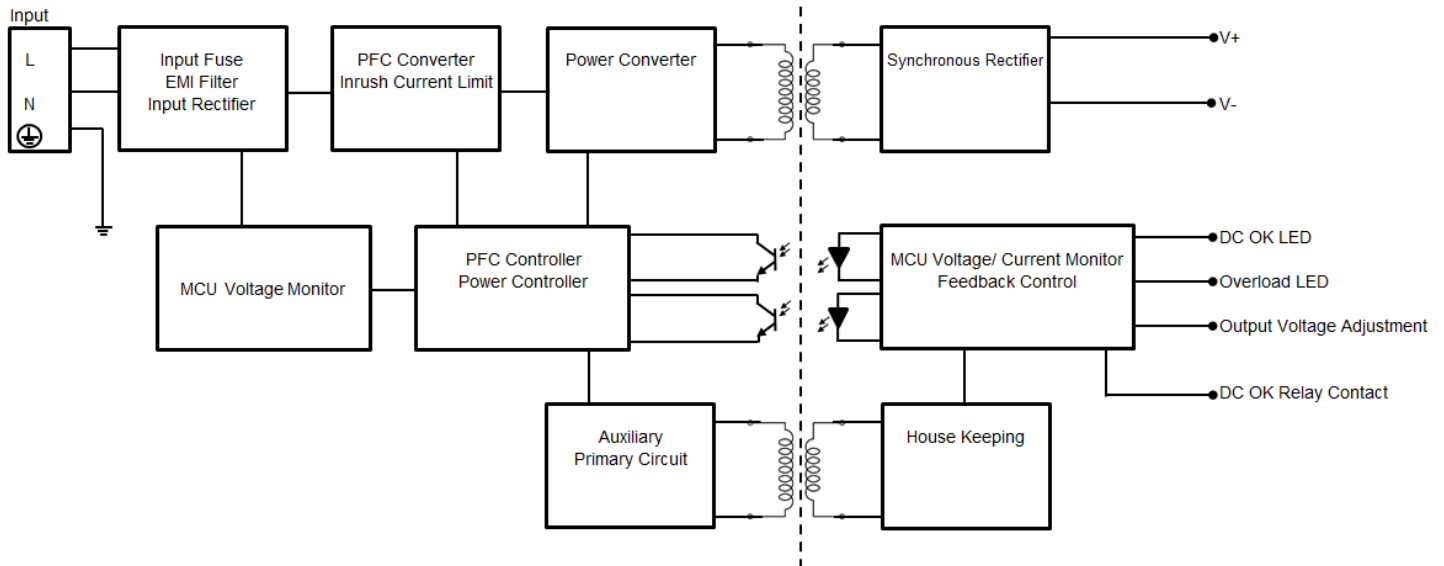 Input
L
N
Input Fuse
EMI Filter
Input Rectifier
PFC Converter
Inrush Current Limit
Power Converter
Synchronous Rectifier
V+
V-
MCU Voltage Monitor
PFC Controller
Power Controller
MCU Voltage/ Current Monitor
Feedback Control
DC OK LED
Overload LED
Output Voltage Adjustment
DC OK Relay Contact
Auxiliary
Primary Circuit
House Keeping